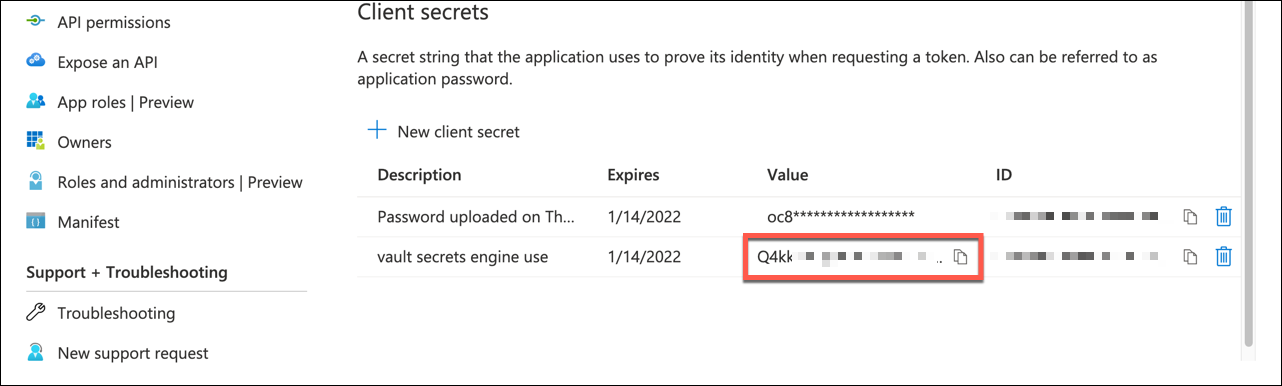 API permissions
Expose an API
App roles | Preview
Owners
Roles and administrators | Preview
Manifest
Support + Troubleshooting
Troubleshooting
New support request
Client secrets
A secret string that the application uses to prove its identity when requesting a token. Also can be referred to as
application password.
New client secret
Description Expires Value ID
Password uploaded on Th... 1/14/2022 oc8******************
vault secrets engine use 1/14/2022 Q4kk ..